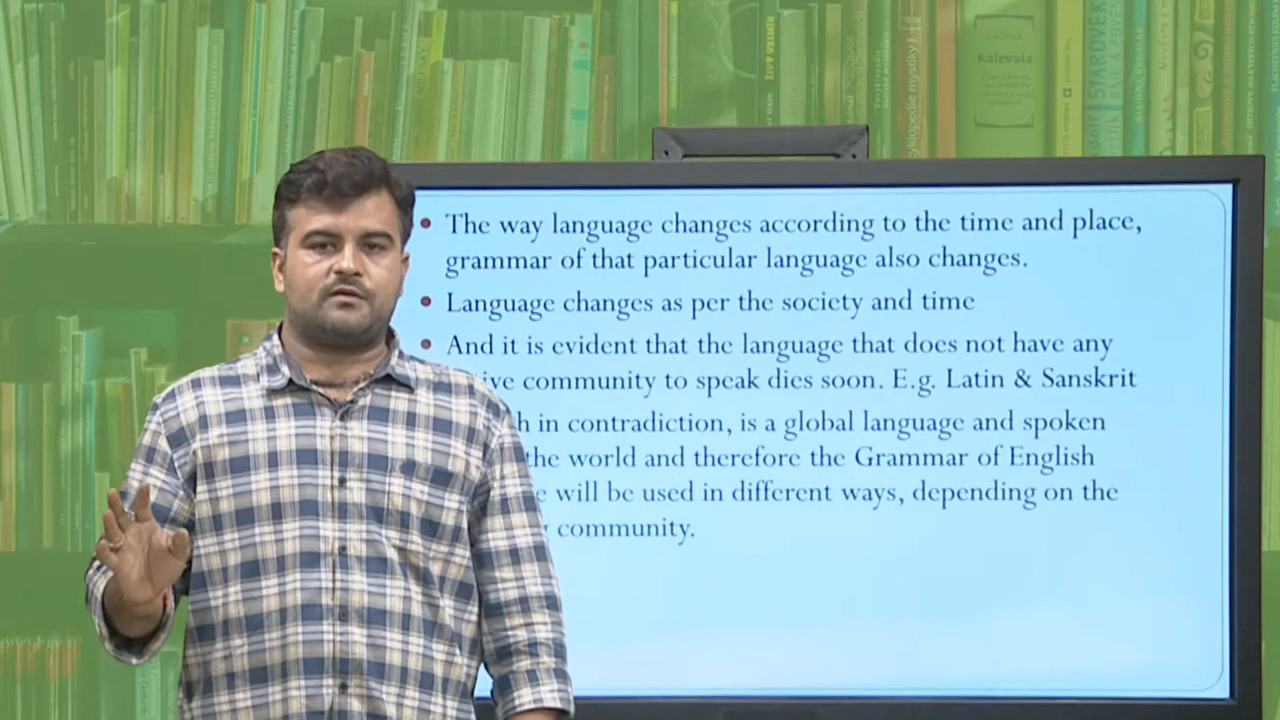 Kalevala
ŽIVÝ VESMÍR
STARDVEK
• The way language changes according to the time and place,
grammar of that particular language also changes.
• Language changes as per the society and time
• And it is evident that the language that does not have any
community to speak dies soon. E.g. Latin & Sanskrit
in contradiction, is a global language and spoken
the world and therefore the Grammar of English
will be used in different ways, depending on the
community.